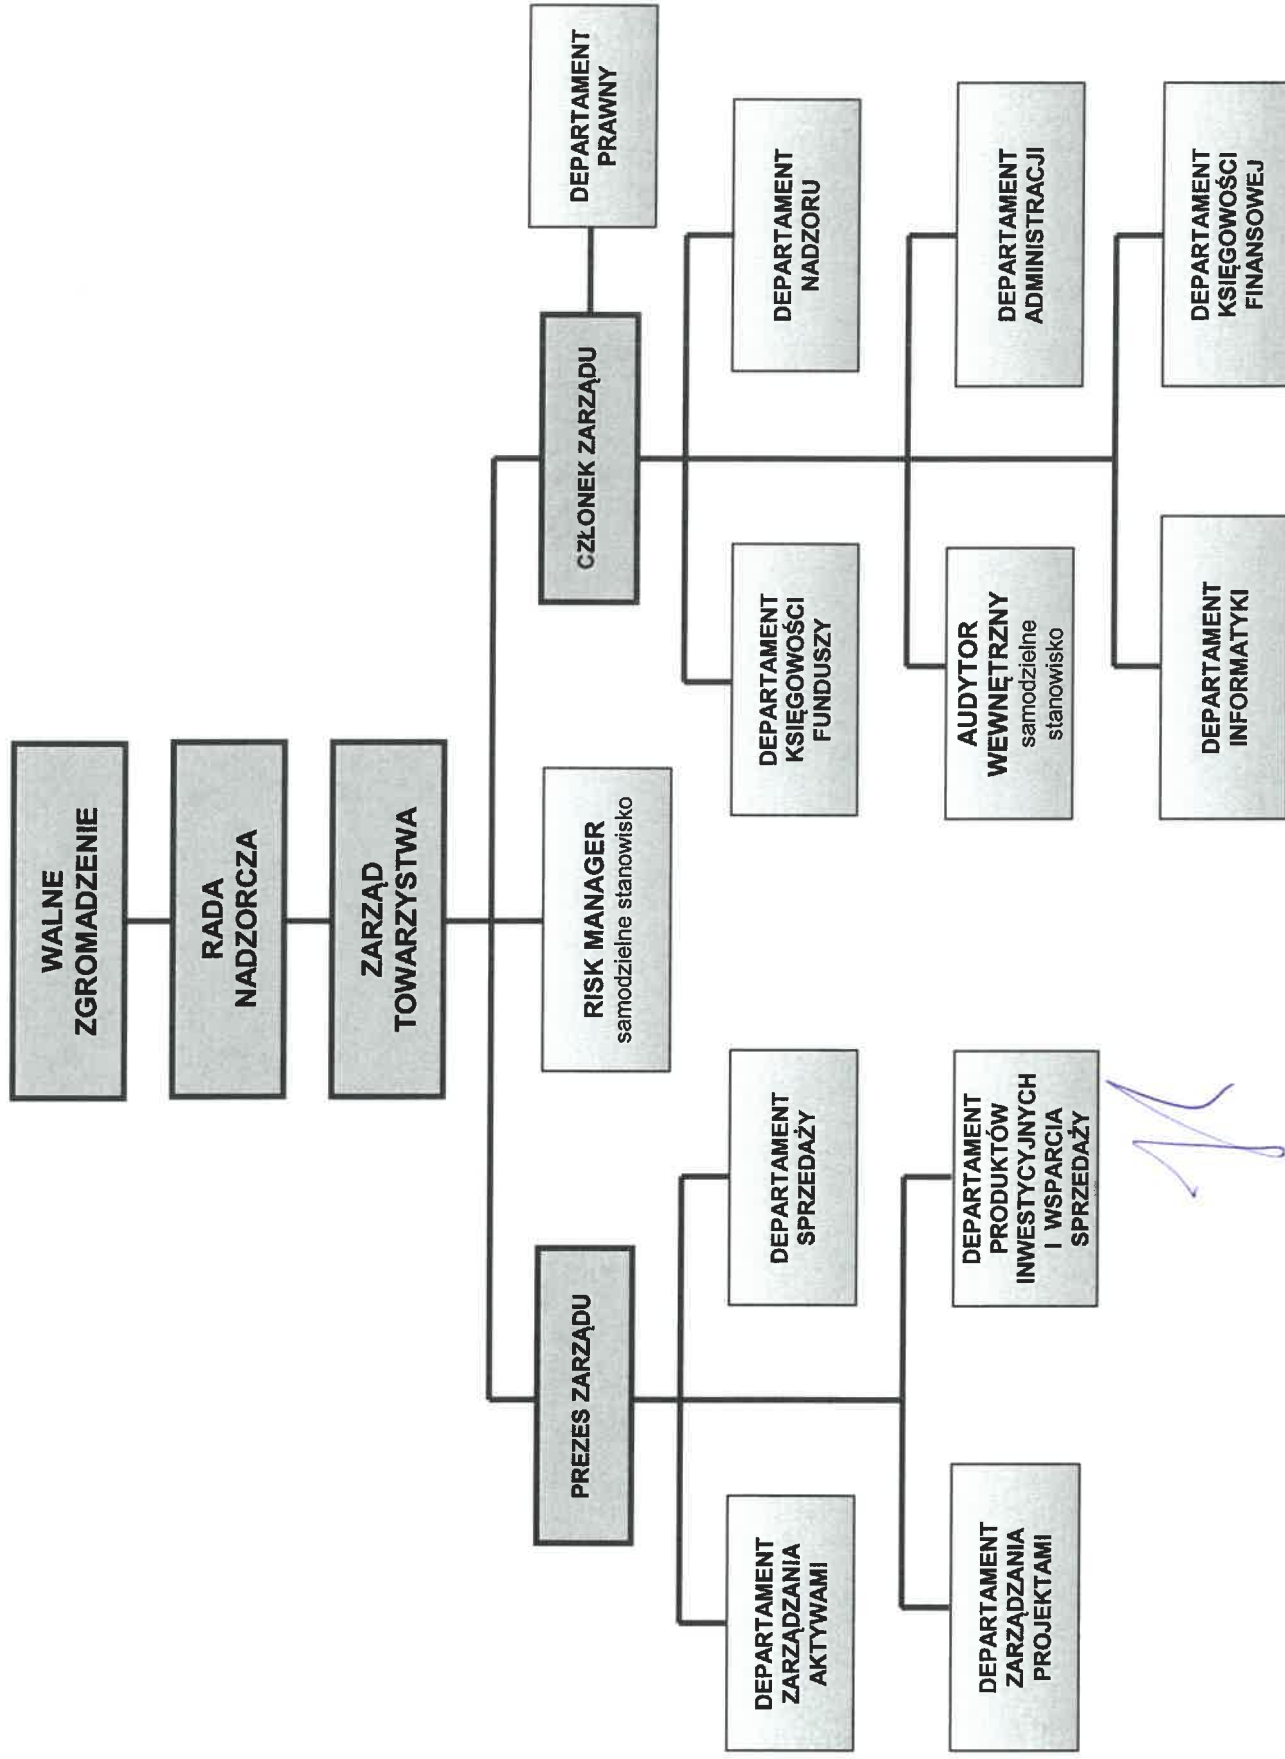 WALNE
ZGROMADZENIE
RADA
NADZORCZA
ZARZĄD
TOWARZYSTWA
PREZES ZARZĄDU
RISK MANAGER
samodzielne stanowisko
CZŁONEK ZARZĄDU
DEPARTAMENT
PRAWNY
DEPARTAMENT
ZARZĄDZANIA
AKTYWAMI
DEPARTAMENT
SPRZEDAŻY
DEPARTAMENT
KSIĘGOWOŚCI
FUNDUSZY
DEPARTAMENT
NADZORU
DEPARTAMENT
ZARZĄDZANIA
PROJEKTAMI
DEPARTAMENT
PRODUKTÓW
INWESTYCYJNYCH
I WSPARCIA
SPRZEDAŻY
AUDYTOR
WEWNĘTRZNY
samodzielne
stanowisko
DEPARTAMENT
ADMINISTRACJI
DEPARTAMENT
INFORMATYKI
DEPARTAMENT
KSIĘGOWOŚCI
FINANSOWEJ